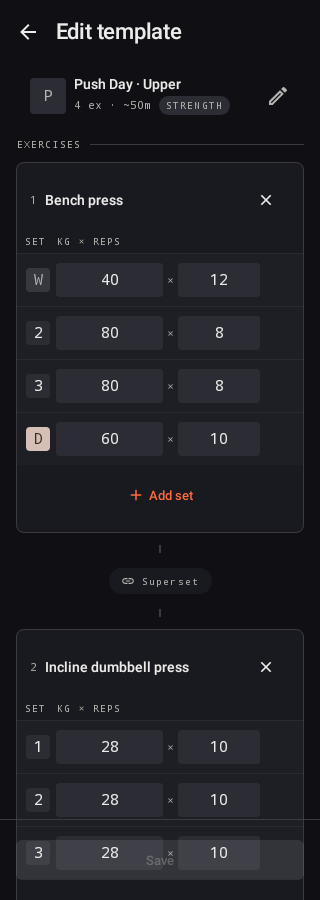 Edit template
P
Push Day · Upper
4 ex · ~50m STRENGTH
EXERCISES
1 Bench press
SET KG × REPS
W 40 × 12
2 80 × 8
3 80 × 8
D 60 × 10
+ Add set
Superset
2 Incline dumbbell press
SET KG × REPS
1 28 × 10
2 28 × 10
3 28 × 10
Save